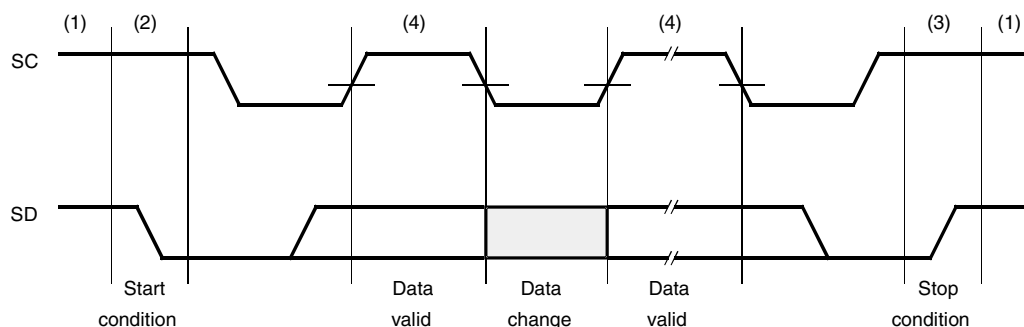 (1) (2) (4) (4) (3) (1)
SC
SD
Start Data Data Data Stop
condition valid change valid condition